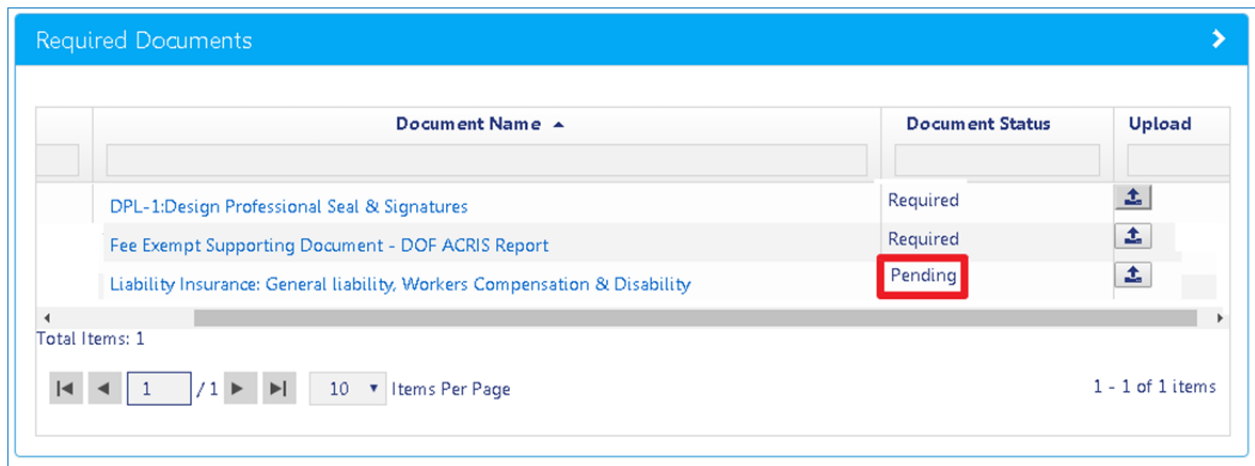 Required Documents
Document Name Document Status Upload
DPL-1:Design Professional Seal & Signatures Required
Fee Exempt Supporting Document - DOF ACRIS Report Required
Liability Insurance: General liability, Workers Compensation & Disability Pending
Total Items: 1
1 / 1 10 Items Per Page 1 - 1 of 1 items